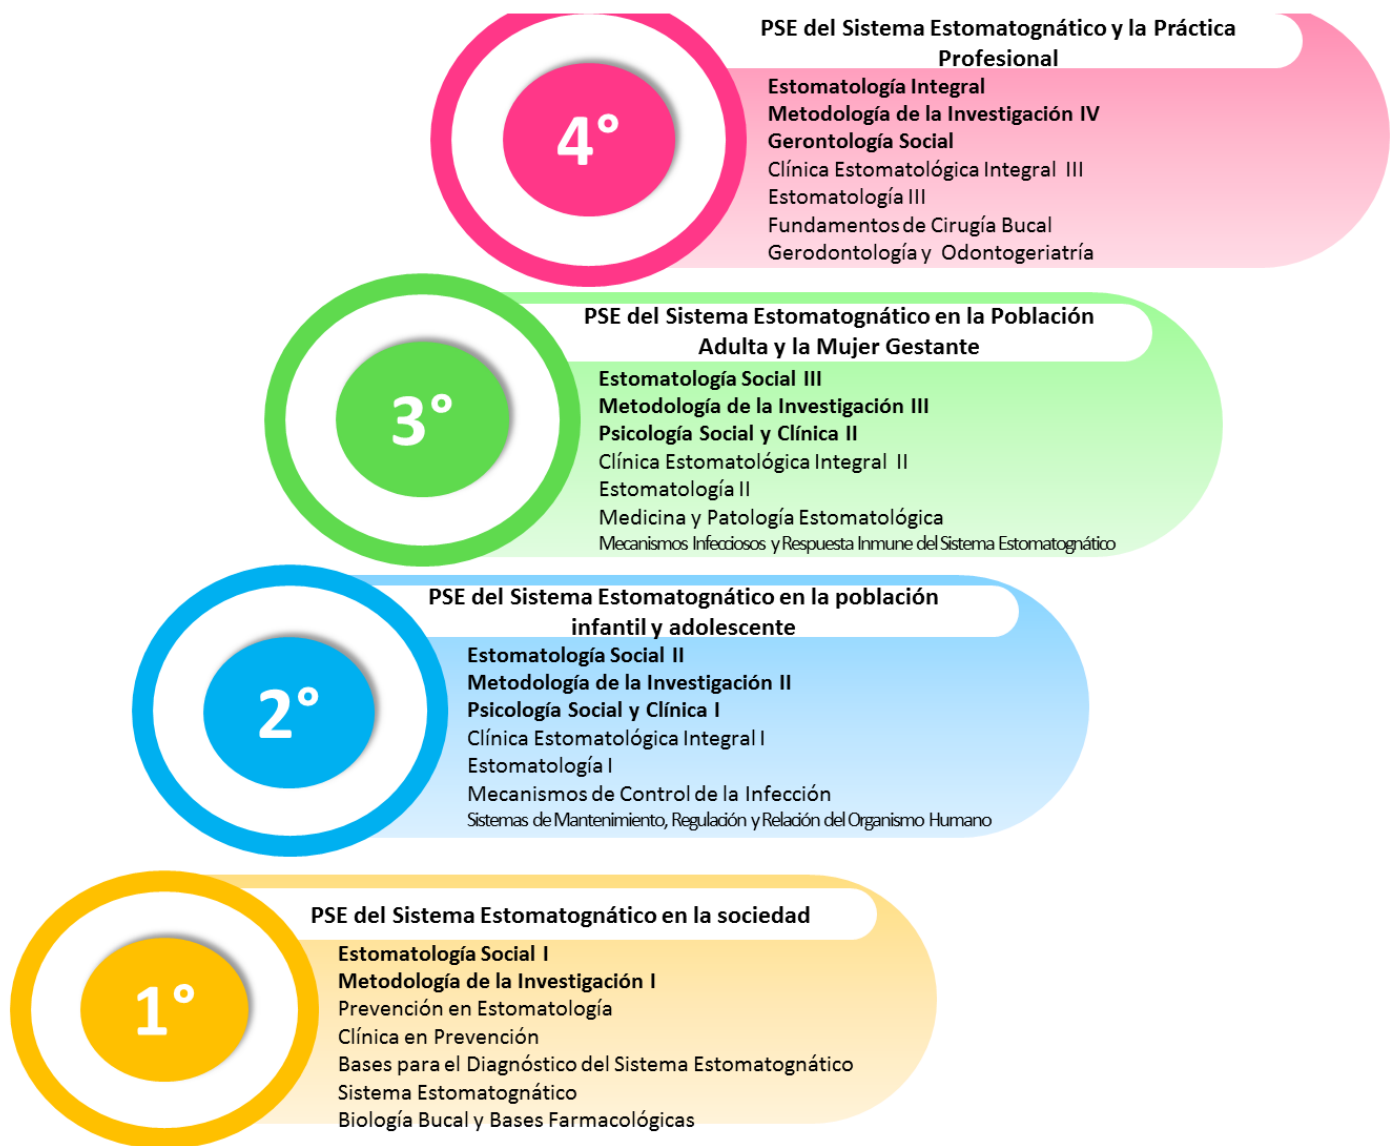 4°
PSE del Sistema Estomatognático y la Práctica
Profesional
Estomatología Integral
Metodología de la Investigación IV
Gerontología Social
Clínica Estomatológica Integral III
Estomatología III
Fundamentos de Cirugía Bucal
Gerodontología y Odontogeriatría
3°
PSE del Sistema Estomatognático en la Población
Adulta y la Mujer Gestante
Estomatología Social III
Metodología de la Investigación III
Psicología Social y Clínica II
Clínica Estomatológica Integral II
Estomatología II
Medicina y Patología Estomatológica
Mecanismos Infecciosos y Respuesta Inmune del Sistema Estomatognático
2°
PSE del Sistema Estomatognático en la población
infantil y adolescente
Estomatología Social II
Metodología de la Investigación II
Psicología Social y Clínica I
Clínica Estomatológica Integral I
Estomatología I
Mecanismos de Control de la Infección
Sistemas de Mantenimiento, Regulación y Relación del Organismo Humano
1°
PSE del Sistema Estomatognático en la sociedad
Estomatología Social I
Metodología de la Investigación I
Prevención en Estomatología
Clínica en Prevención
Bases para el Diagnóstico del Sistema Estomatognático
Sistema Estomatognático
Biología Bucal y Bases Farmacológicas